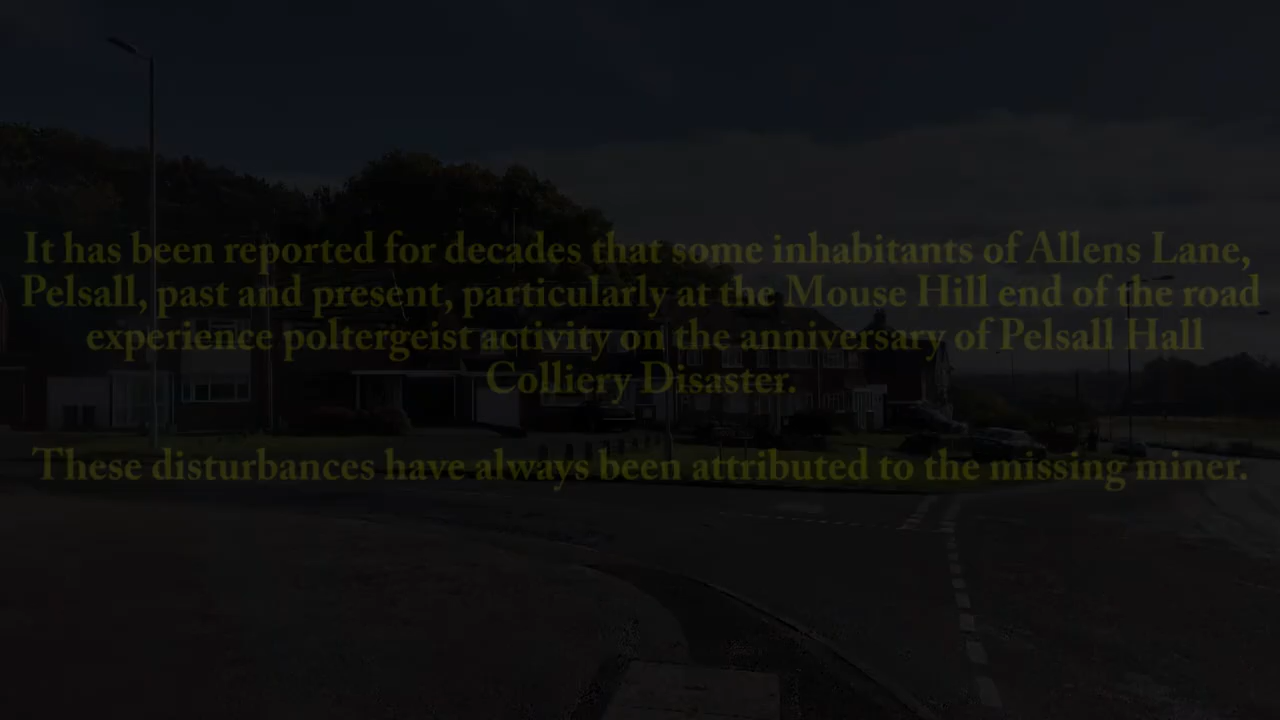 It has been reported for decades that some inhabitants of Allens Lane,
Pelsall, past and present, particularly at the Mouse Hill end of the road
experience poltergeist activity on the anniversary of Pelsall Hall
Colliery Disaster.
These disturbances have always been attributed to the missing miner.